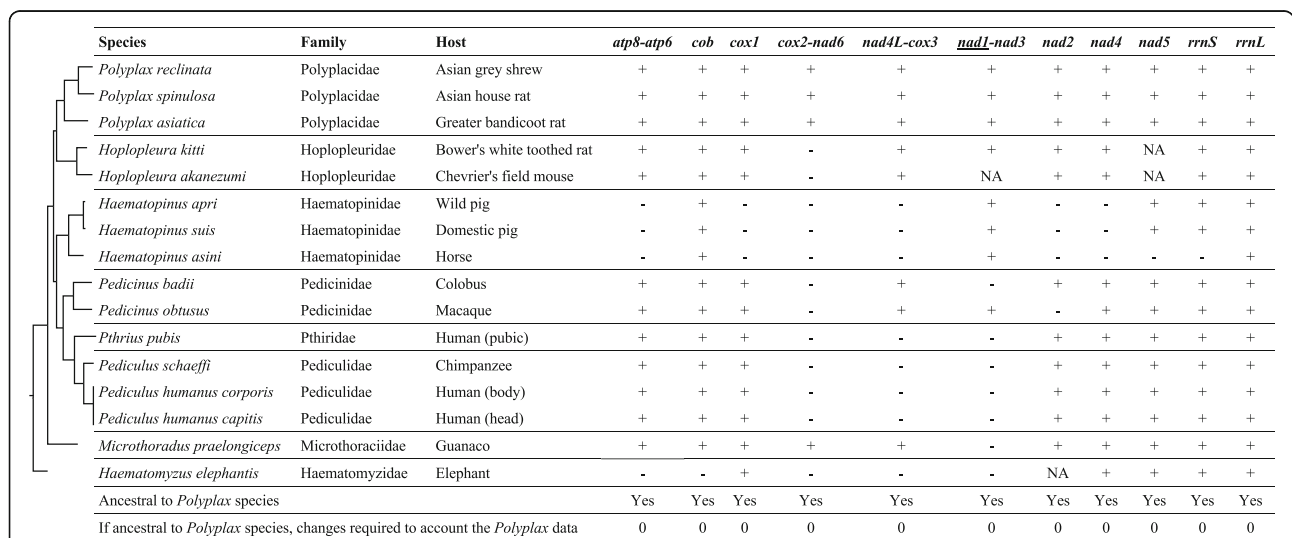 Species Family Host atp8-atp6 cob cox1 cox2-nad6 nad4L-cox3 nad1-nad3 nad2 nad4 nad5 rrnS rrnL
Polyplax reclinata Polyplacidae Asian grey shrew + + + + + + + + + + +
Polyplax spinulosa Polyplacidae Asian house rat + + + + + + + + + + +
Polyplax asiatica Polyplacidae Greater bandicoot rat + + + + + + + + + + +
Hoplopleura kitti Hoplopleuridae Bower's white toothed rat + + + - + + + + NA + +
Hoplopleura akanezumi Hoplopleuridae Chevrier's field mouse + + + - + NA + + NA + +
Haematopinus apri Haematopinidae Wild pig - + - - - + - - + + +
Haematopinus suis Haematopinidae Domestic pig - + - - - + - - + + +
Haematopinus asini Haematopinidae Horse - + - - - + - - - - +
Pedicinus badii Pedicinidae Colobus + + + - + - + + + + +
Pedicinus obtusus Pedicinidae Macaque + + + - + + - + + + +
Pthrius pubis Pthiridae Human (pubic) + + + - - - + + + + +
Pediculus schaeffi Pediculidae Chimpanzee + + + - - - + + + + +
Pediculus humanus corporis Pediculidae Human (body) + + + - - - + + + + +
Pediculus humanus capitis Pediculidae Human (head) + + + - - - + + + + +
Microthoradus praelongiceps Microthoraciidae Guanaco + + + + + - + + + + +
Haematomyzus elephantis Haematomyzidae Elephant - - + - - - NA + + + +
Ancestral to Polyplax species Yes Yes Yes Yes Yes Yes Yes Yes Yes Yes Yes
If ancestral to Polyplax species, changes required to account the Polyplax data 0 0 0 0 0 0 0 0 0 0 0